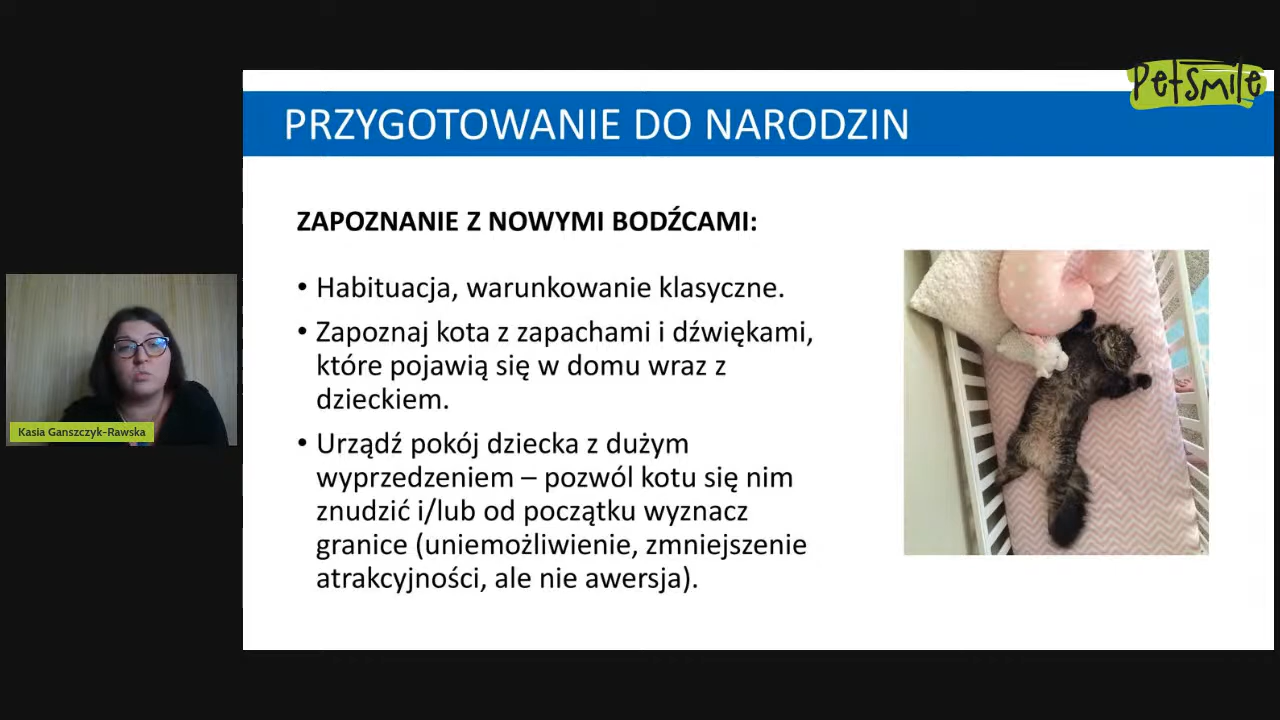 PetSmile
PRZYGOTOWANIE DO NARODZIN
ZAPOZNANIE Z NOWYMI BODŹCAMI:
• Habituacja, warunkowanie klasyczne.
• Zapoznaj kota z zapachami i dźwiękami,
które pojawią się w domu wraz z
dzieckiem.
• Urządź pokój dziecka z dużym
wyprzedzeniem – pozwól kotu się nim
znudzić i/lub od początku wyznacz
granice (uniemożliwienie, zmniejszenie
atrakcyjności, ale nie awersja).
Kasia Ganszczyk-Rawska